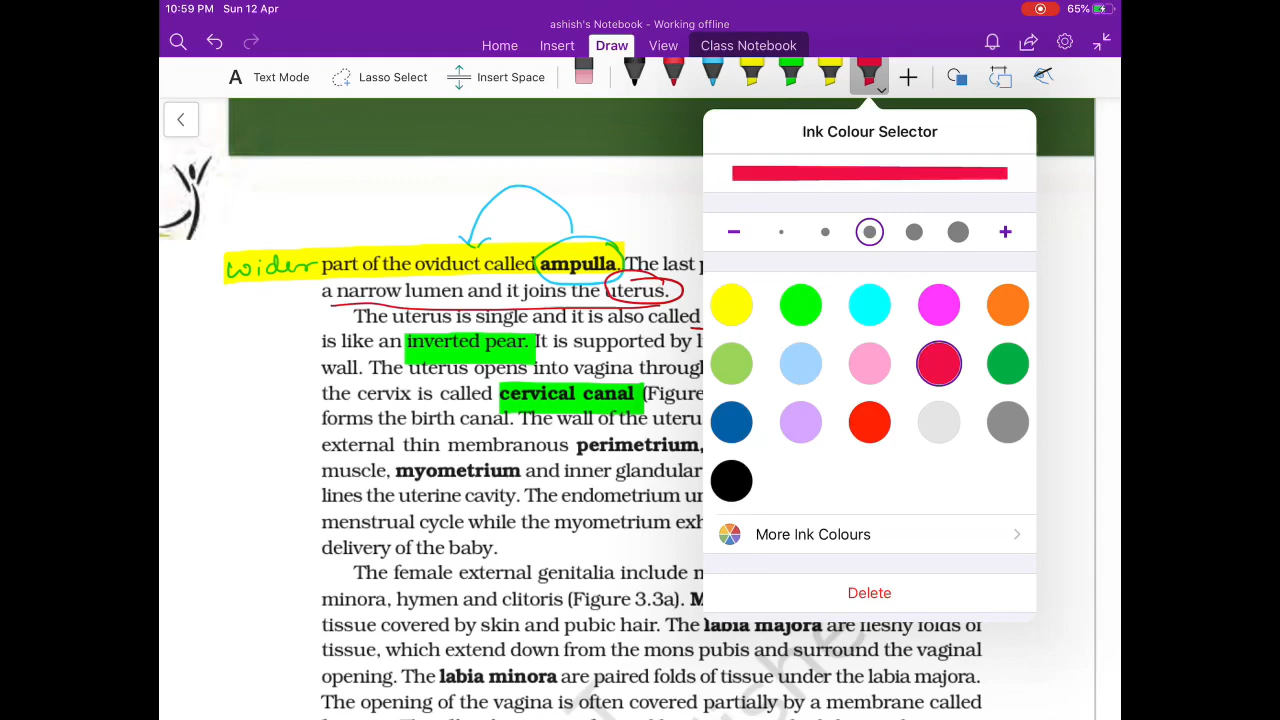 10:59 PM Sun 12 Apr
65%
ashish's Notebook - Working offline
Home Insert Draw View Class Notebook
A Text Mode Lasso Select Insert Space
Ink Colour Selector
wider part of the oviduct called ampulla. The last
a narrow lumen and it joins the uterus.
The uterus is single and it is also called
is like an inverted pear. It is supported by
wall. The uterus opens into vagina
the cervix is called cervical canal (Figure
forms the birth canal. The wall of the
external thin membranous perimetrium,
muscle, myometrium and inner glandular
lines the uterine cavity. The endometrium
menstrual cycle while the myometrium
delivery of the baby.
The female external genitalia include
minora, hymen and clitoris (Figure 3.3a).
tissue covered by skin and pubic hair. The labia majora are fleshy folds of
tissue, which extend down from the mons pubis and surround the vaginal
opening. The labia minora are paired folds of tissue under the labia majora.
The opening of the vagina is often covered partially by a membrane called
More Ink Colours
Delete